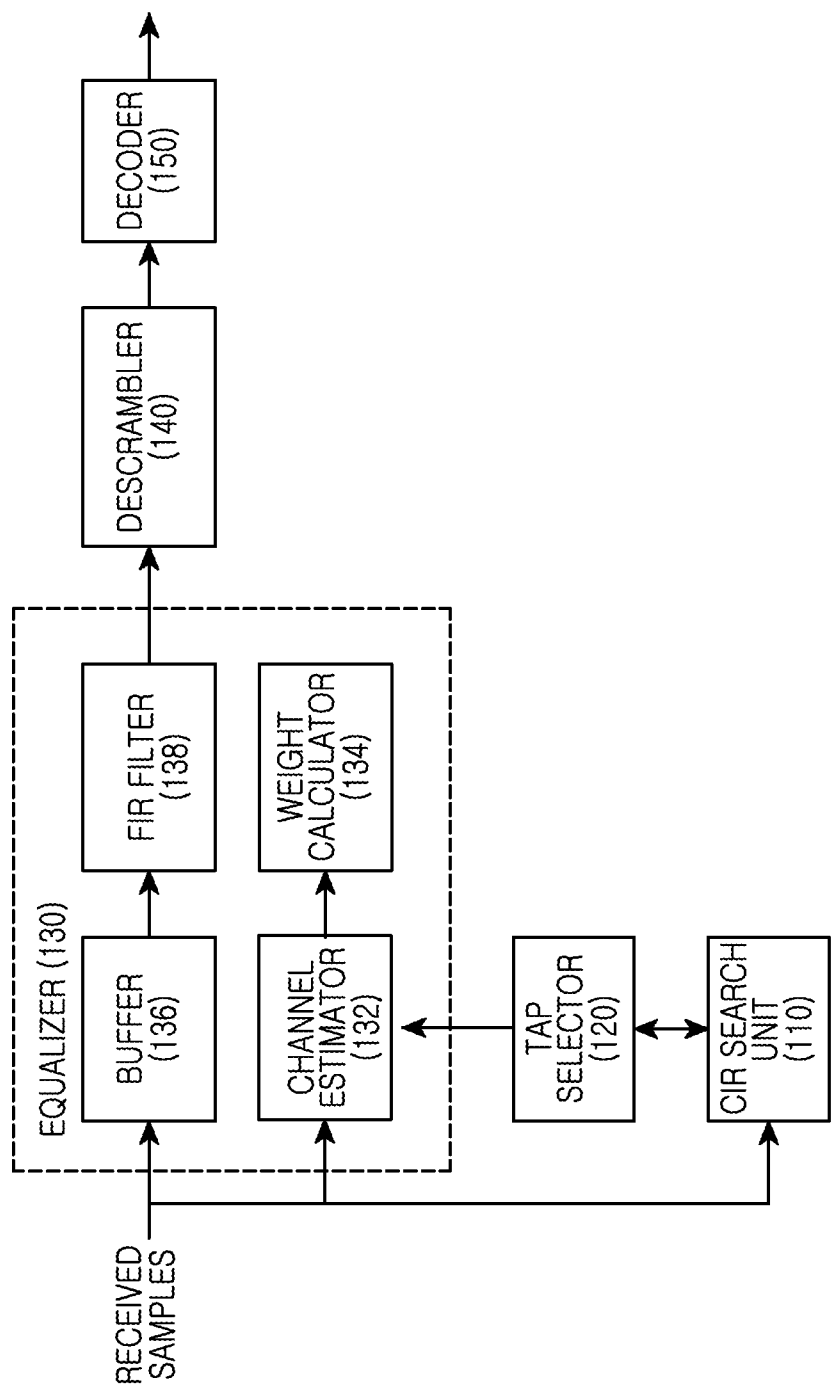 RECEIVED
SAMPLES
EQUALIZER (130)
BUFFER
(136)
FIR FILTER
(138)
DESCRAMBLER
(140)
DECODER
(150)
CHANNEL
ESTIMATOR
(132)
WEIGHT
CALCULATOR
(134)
TAP
SELECTOR
(120)
CIR SEARCH
UNIT
(110)